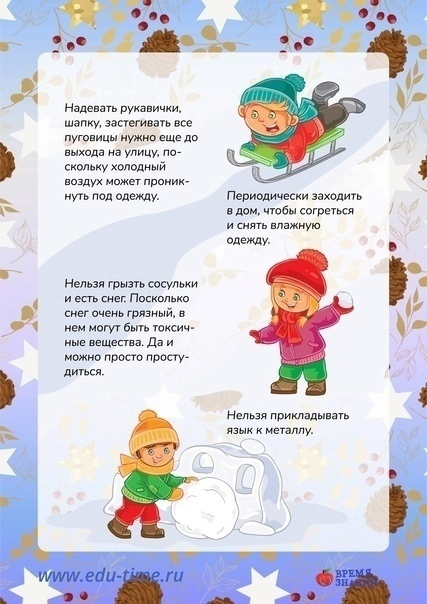 Надевать рукавички,
шапку, застегивать все
пуговицы нужно еще до
выхода на улицу, по-
скольку холодный
воздух может проник-
нуть под одежду.
Периодически заходить
в дом, чтобы согреться
и снять влажную
одежду.
Нельзя грызть сосульки
и есть снег. Посколько
снег очень грязный, в
нем могут быть токсич-
ные вещества. Да и
можно просто просту-
диться.
Нельзя прикладывать
язык к металлу.
www.edu-time.ru
ВРЕМЯ
ЗНАНИЙ